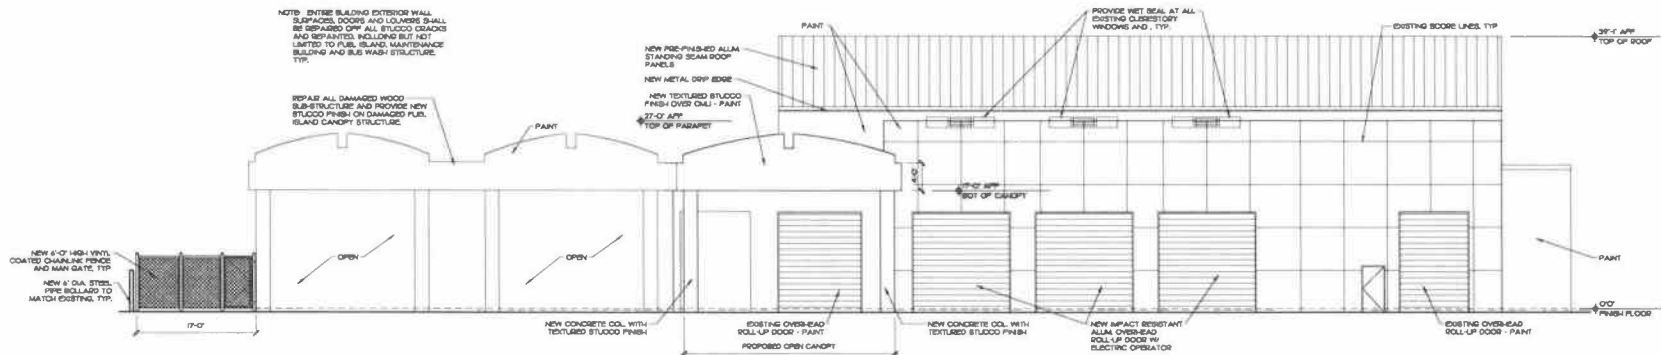 NOTE: ENTIRE BUILDING EXTERIOR WALL
SURFACES, DOORS AND LOUVERS SHALL
BE REPAIRED OFF ALL STUCCO CRACKS
AND REPAINTED, INCLUDING BUT NOT
LIMITED TO FUEL ISLAND, MAINTENANCE
BUILDING AND BUS WASH STRUCTURE,
TYP.
REPAIR ALL DAMAGED WOOD
SUB-STRUCTURE AND PROVIDE NEW
STUCCO FINISH ON DAMAGED FUEL
ISLAND CANOPY STRUCTURE.
PAINT
NEW PRE-FINISHED ALUM.
STANDING SEAM ROOF
PANELS
NEW METAL DRIP EDGE
NEW TEXTURED STUCCO
FINISH OVER CMU - PAINT
27'-0" AFF
TOP OF PARAPET
PAINT
PROVIDE WET SEAL AT ALL
EXISTING CLERESTORY
WINDOWS AND , TYP.
EXISTING SCORE LINES, TYP
39'-1" AFF
TOP OF ROOF
4'-0"
17'-0" AFF
BOT OF CANOPY
OPEN
OPEN
PAINT
NEW 6'-0" HIGH VINYL
COATED CHAINLINK FENCE
AND MAN GATE, TYP
NEW 6" DIA. STEEL
PIPE BOLLARD TO
MATCH EXISTING, TYP.
17'-0"
0'0"
FINISH FLOOR
NEW CONCRETE COL. WITH
TEXTURED STUCCO FINISH
EXISTING OVERHEAD
ROLL-UP DOOR - PAINT
PROPOSED OPEN CANOPY
NEW CONCRETE COL. WITH
TEXTURED STUCCO FINISH
NEW IMPACT RESISTANT
ALUM. OVERHEAD
ROLL-UP DOOR W/
ELECTRIC OPERATOR
EXISTING OVERHEAD
ROLL-UP DOOR - PAINT